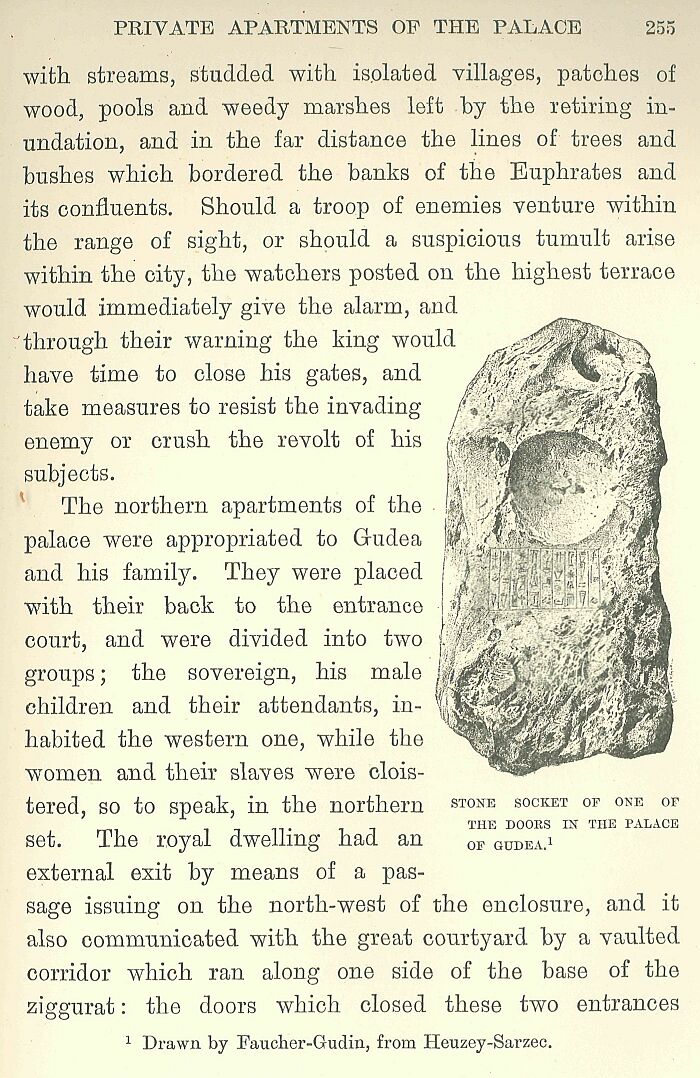 PRIVATE APARTMENTS OF THE PALACE 255
with streams, studded with isolated villages, patches of
wood, pools and weedy marshes left by the retiring in-
undation, and in the far distance the lines of trees and
bushes which bordered the banks of the Euphrates and
its confluents. Should a troop of enemies venture within
the range of sight, or should a suspicious tumult arise
within the city, the watchers posted on the highest terrace
would immediately give the alarm, and
through their warning the king would
have time to close his gates, and
take measures to resist the invading
enemy or crush the revolt of his
subjects.
The northern apartments of the
palace were appropriated to Gudea
and his family. They were placed
with their back to the entrance
court, and were divided into two
groups; the sovereign, his male
children and their attendants, in-
habited the western one, while the
women and their slaves were clois-
tered, so to speak, in the northern
set. The royal dwelling had an
external exit by means of a pas-
sage issuing on the north-west of the enclosure, and it
also communicated with the great courtyard by a vaulted
corridor which ran along one side of the base of the
ziggurat: the doors which closed these two entrances
STONE SOCKET OF ONE OF
THE DOORS IN THE PALACE
OF GUDEA.¹
¹ Drawn by Faucher-Gudin, from Heuzey-Sarzec.